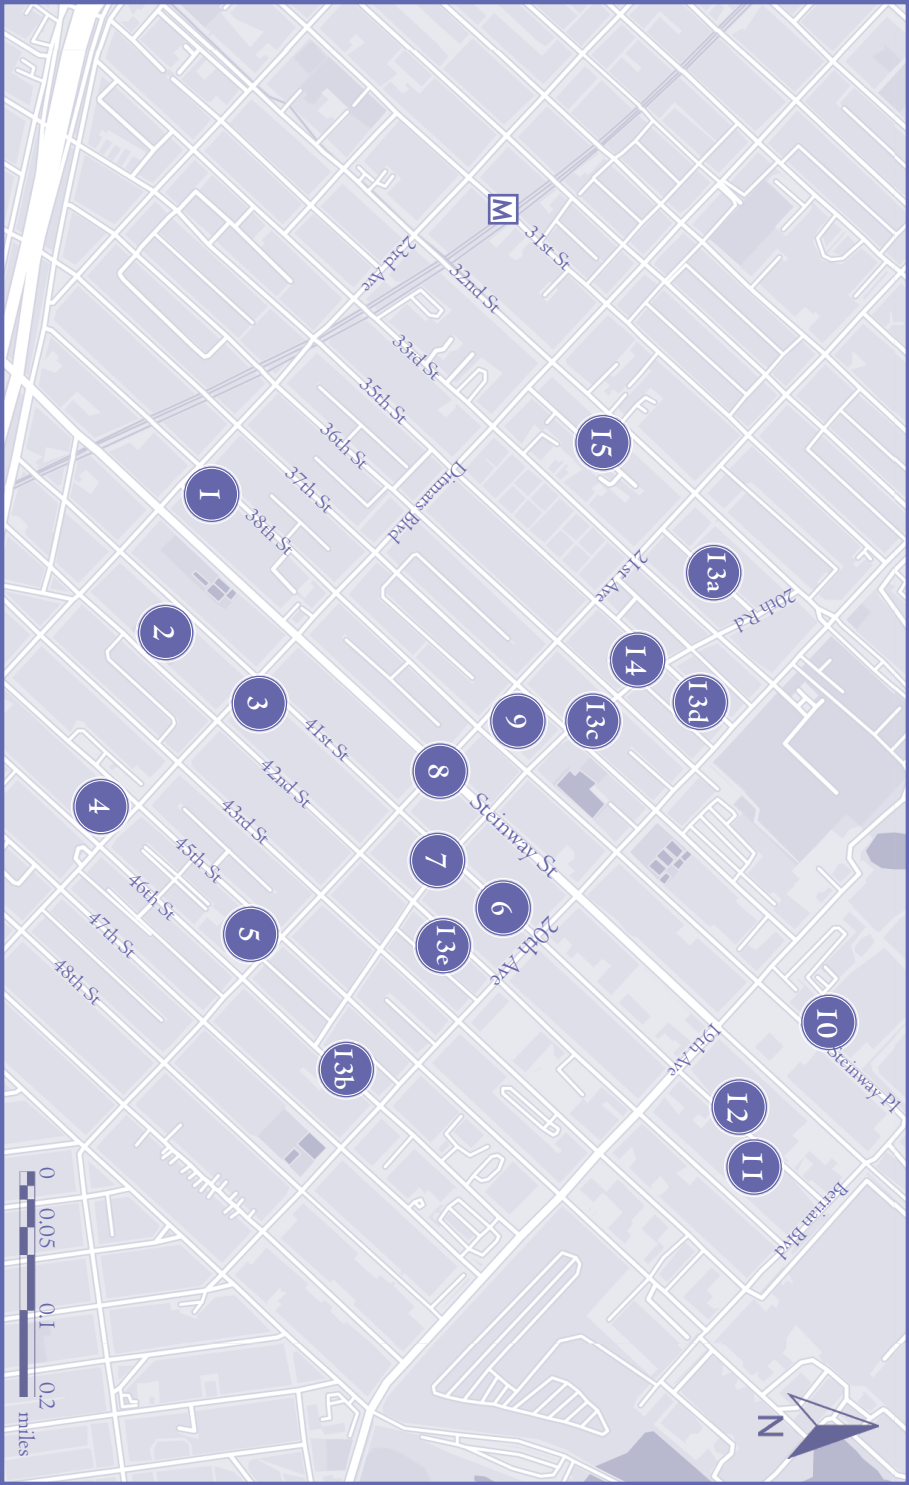 M
31st St
23rd Ave
32nd St
33rd St
35th St
36th St
37th St
38th St
Ditmars Blvd
21st Ave
20th Rd
41st St
42nd St
43rd St
45th St
46th St
47th St
48th St
Steinway St
20th Ave
19th Ave
Steinway Pl
Berrian Blvd
1
2
3
4
5
6
7
8
9
10
11
12
13a
13b
13c
13d
13e
14
15
0 0.05 0.1 0.2
miles
N